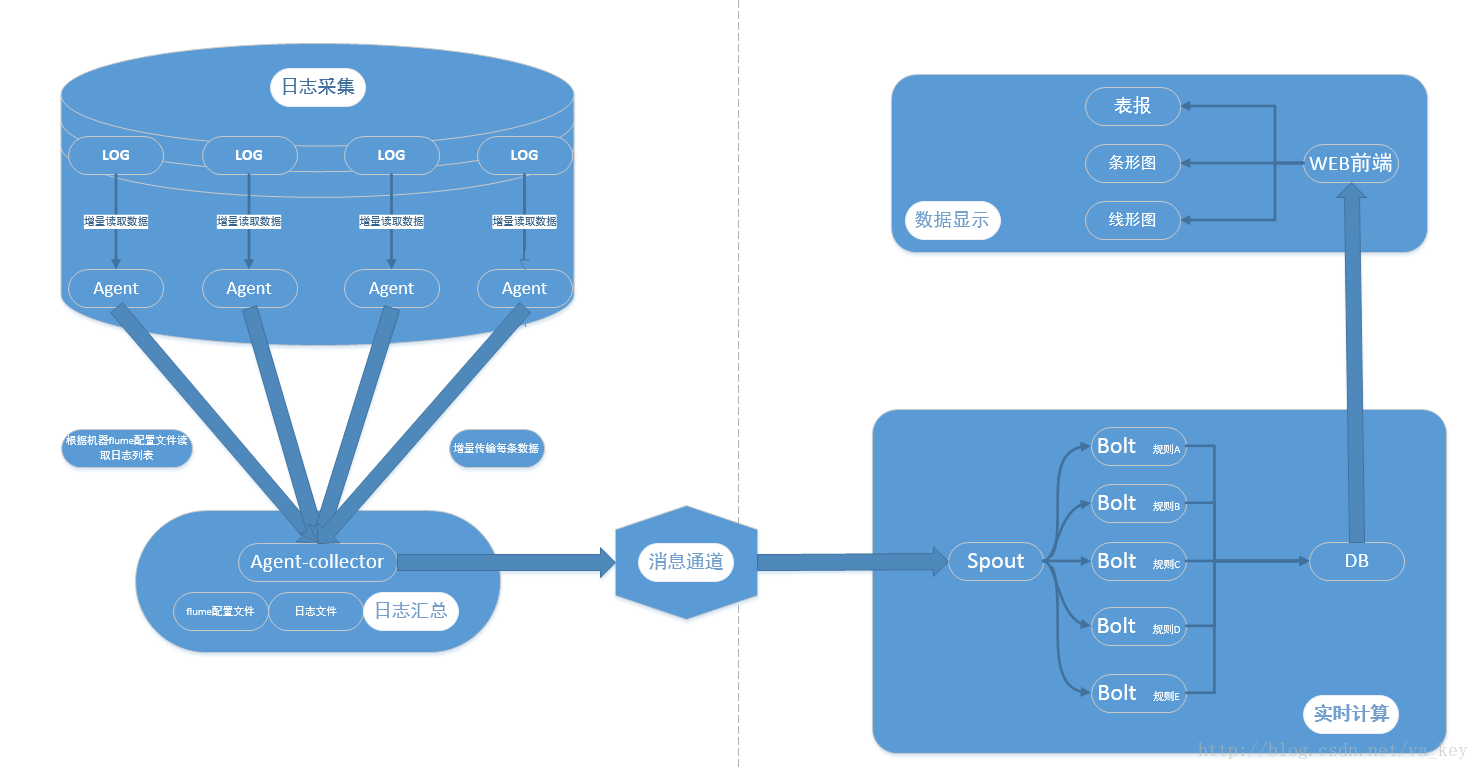 日志采集
LOG
LOG
LOG
LOG
增量读取数据
增量读取数据
增量读取数据
增量读取数据
Agent
Agent
Agent
Agent
根据机器flume配置文件读
取日志列表
增量传输每条数据
Agent-collector
flume配置文件
日志文件
日志汇总
消息通道
表报
条形图
线形图
WEB前端
数据显示
Spout
Bolt 规则A
Bolt 规则B
Bolt 规则C
Bolt 规则D
Bolt 规则E
DB
实时计算
http://blog.csdn.net/va_key